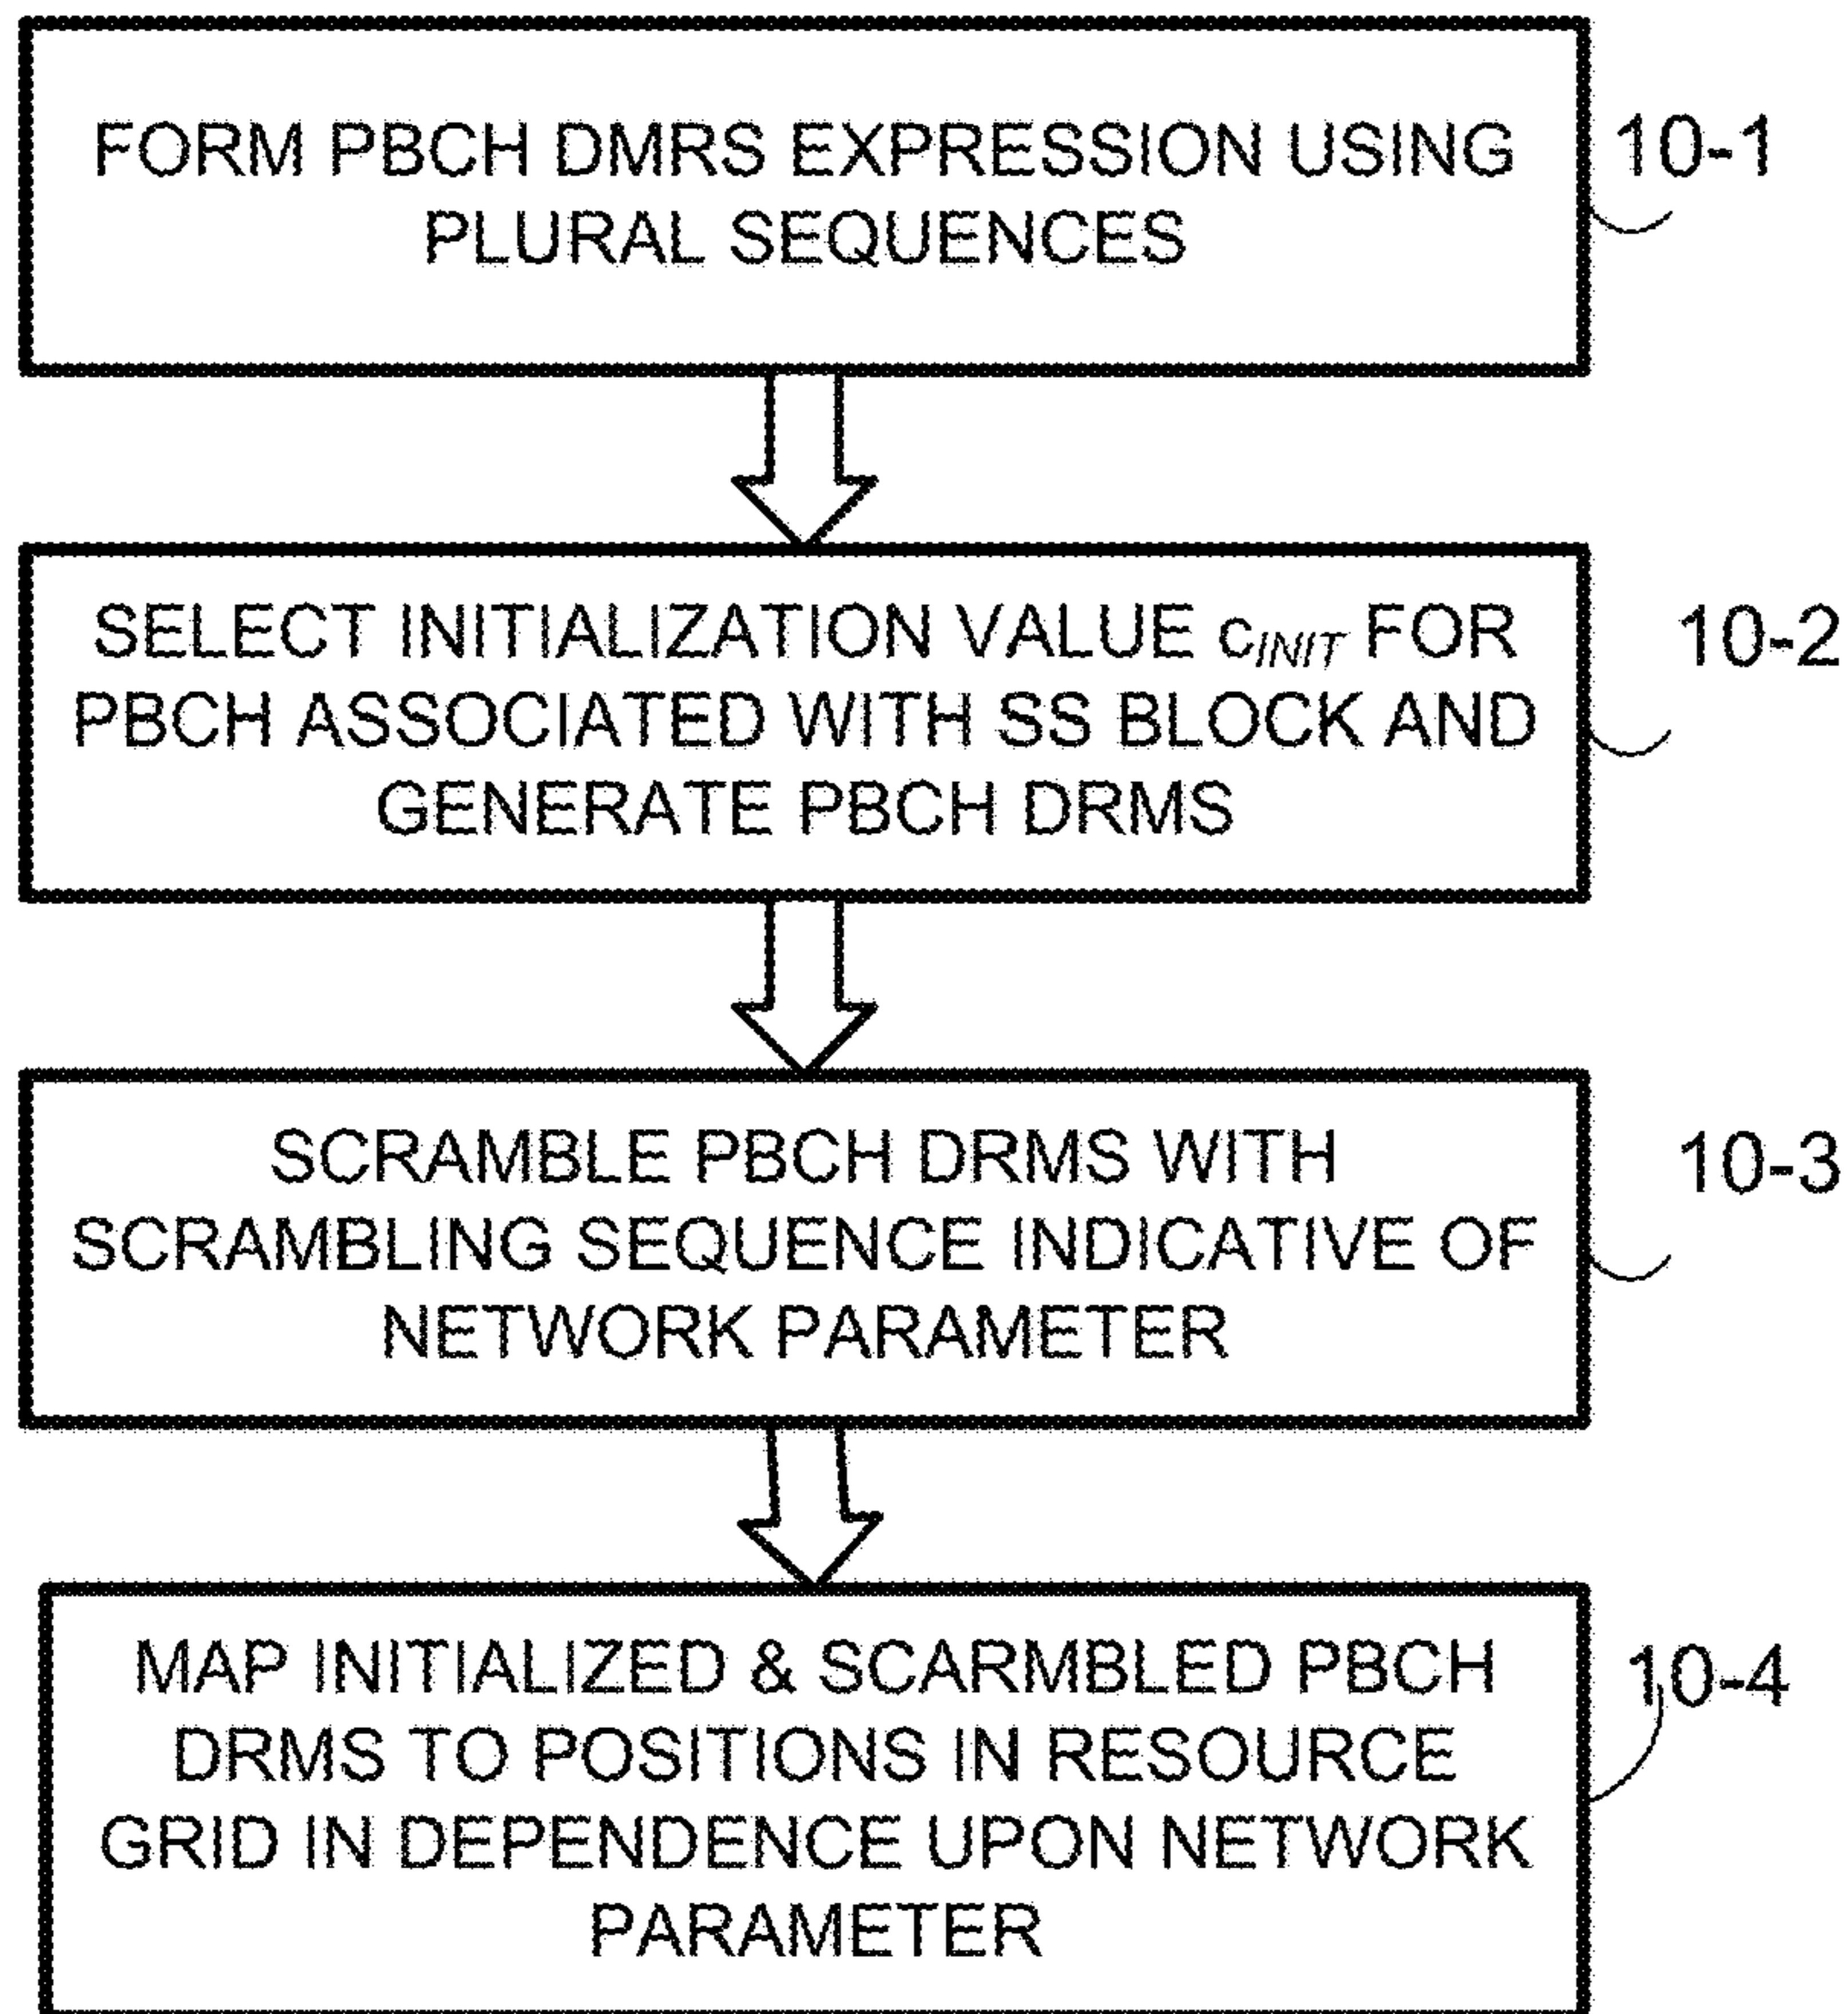 FORM PBCH DMRS EXPRESSION USING
PLURAL SEQUENCES
10-1
SELECT INITIALIZATION VALUE cINIT FOR
PBCH ASSOCIATED WITH SS BLOCK AND
GENERATE PBCH DRMS
10-2
SCRAMBLE PBCH DRMS WITH
SCRAMBLING SEQUENCE INDICATIVE OF
NETWORK PARAMETER
10-3
MAP INITIALIZED & SCARMBLED PBCH
DRMS TO POSITIONS IN RESOURCE
GRID IN DEPENDENCE UPON NETWORK
PARAMETER
10-4